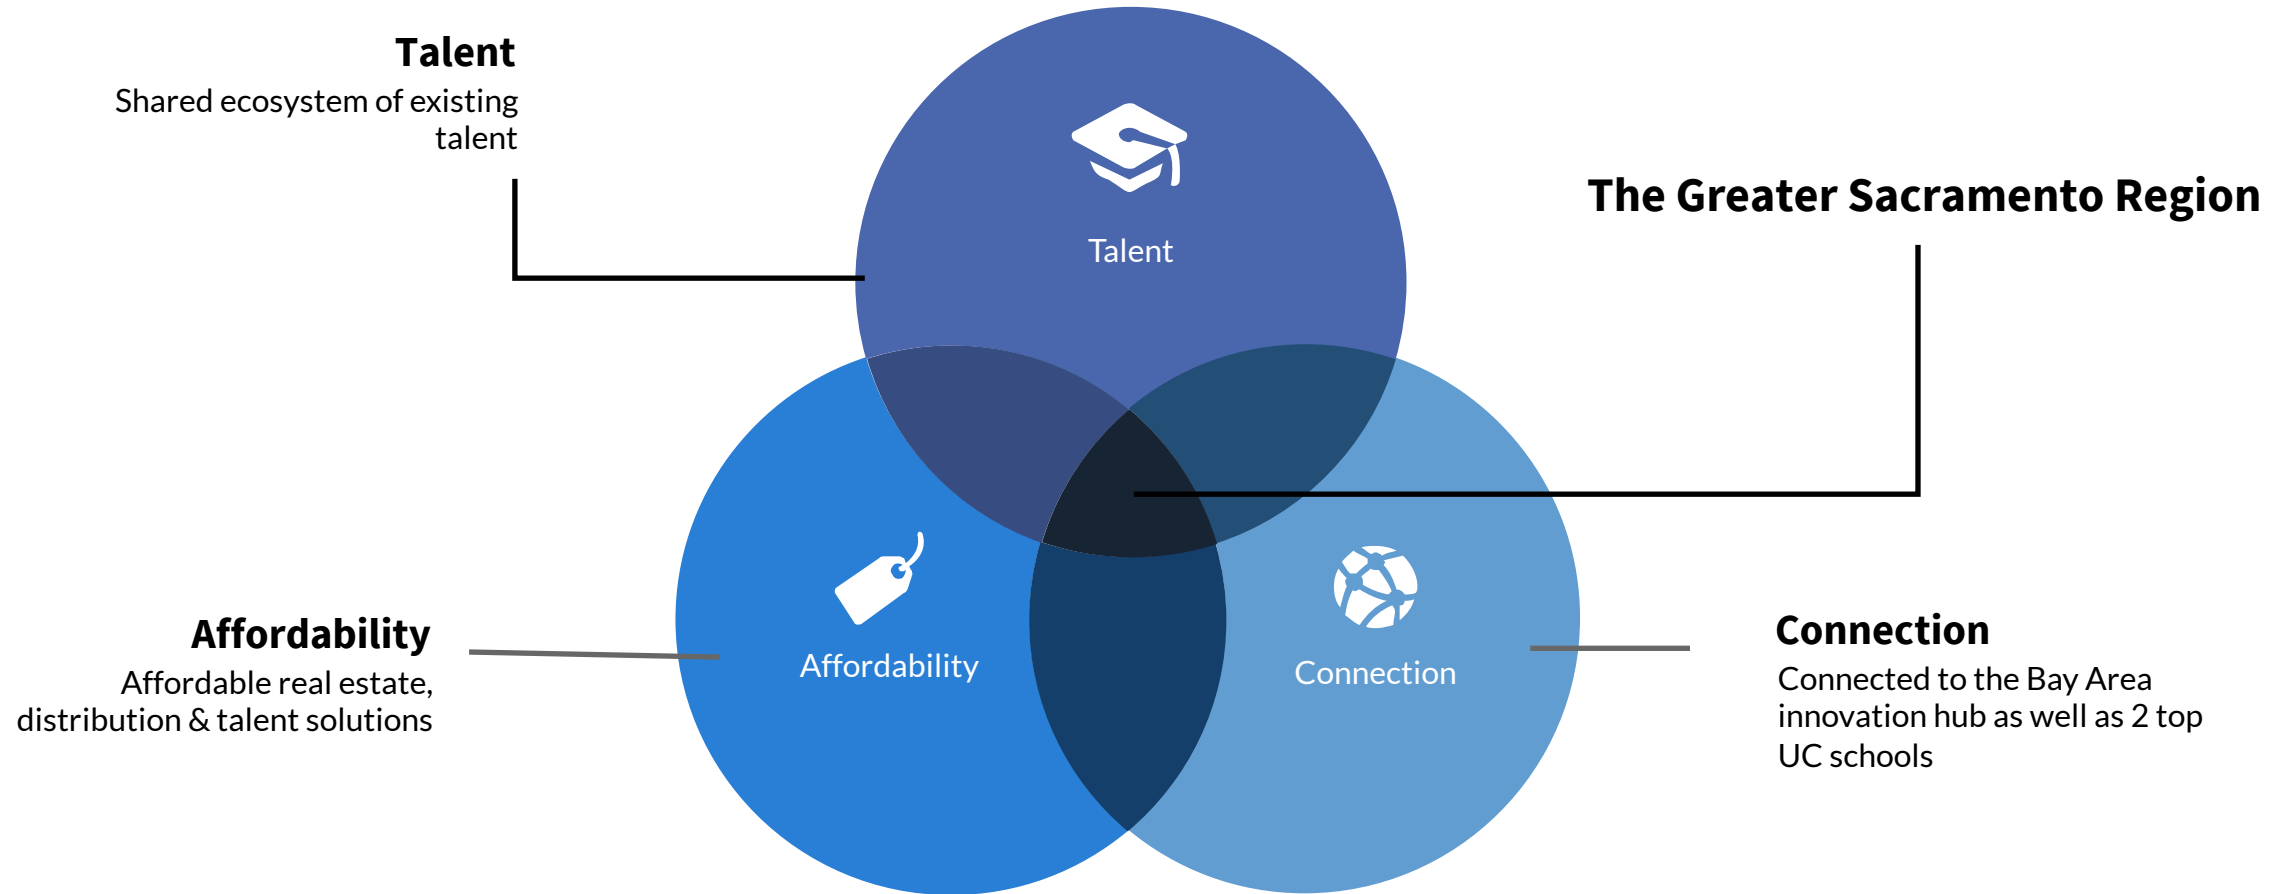 Talent
Shared ecosystem of existing
talent
Talent
The Greater Sacramento Region
Affordability
Affordable real estate,
distribution & talent solutions
Affordability
Connection
Connection
Connected to the Bay Area
innovation hub as well as 2 top
UC schools